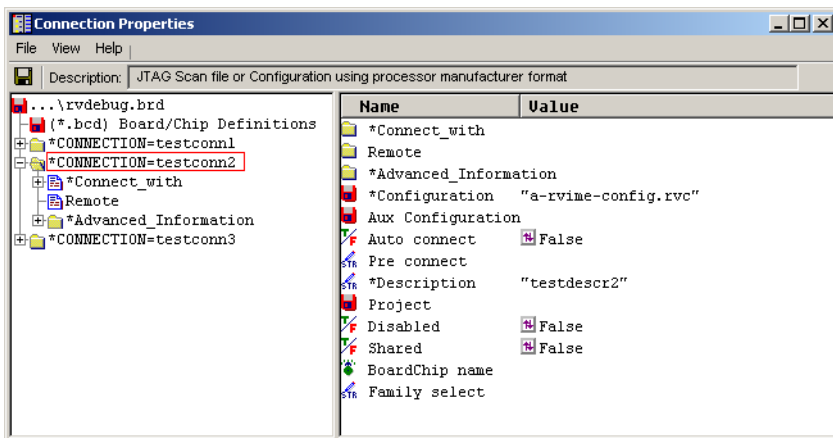 Connection Properties
File View Help
Description: JTAG Scan file or Configuration using processor manufacturer format
...\rvdebug.brd
(*.bcd) Board/Chip Definitions
*CONNECTION=testconn1
*CONNECTION=testconn2
*Connect_with
Remote
*Advanced_Information
*CONNECTION=testconn3
Name Value
*Connect_with
Remote
*Advanced_Information
*Configuration "a-rvime-config.rvc"
Aux Configuration
T/F Auto connect False
STR Pre connect
STR *Description "testdescr2"
Project
T/F Disabled False
T/F Shared False
BoardChip name
STR Family select